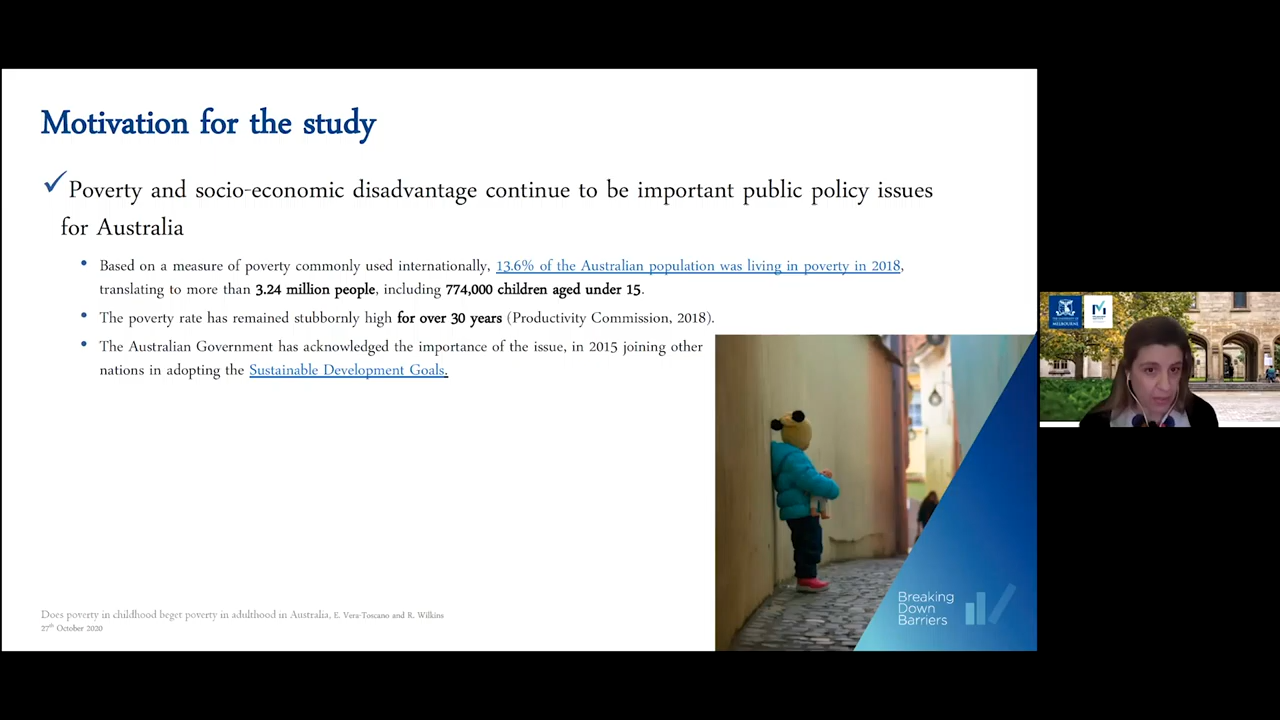 Motivation for the study
✓Poverty and socio-economic disadvantage continue to be important public policy issues
for Australia
• Based on a measure of poverty commonly used internationally, 13.6% of the Australian population was living in poverty in 2018,
translating to more than 3.24 million people, including 774,000 children aged under 15.
• The poverty rate has remained stubbornly high for over 30 years (Productivity Commission, 2018).
• The Australian Government has acknowledged the importance of the issue, in 2015 joining other
nations in adopting the Sustainable Development Goals.
Breaking
Down
Barriers
Does poverty in childhood beget poverty in adulthood in Australia, E. Vera-Toscano and R. Wilkins
27th October 2020
MELBOURNE